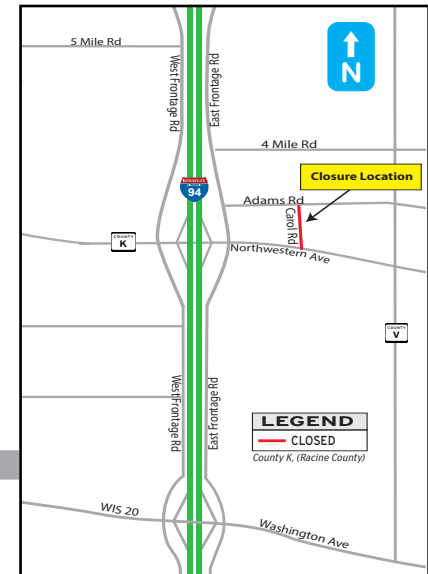 5 Mile Rd
West Frontage Rd
East Frontage Rd
N
4 Mile Rd
Closure Location
INTERSTATE
94
Adams Rd
Carol Rd
COUNTY
K
Northwestern Ave
COUNTY
V
West Frontage Rd
East Frontage Rd
LEGEND
CLOSED
County K, (Racine County)
WIS 20
Washington Ave